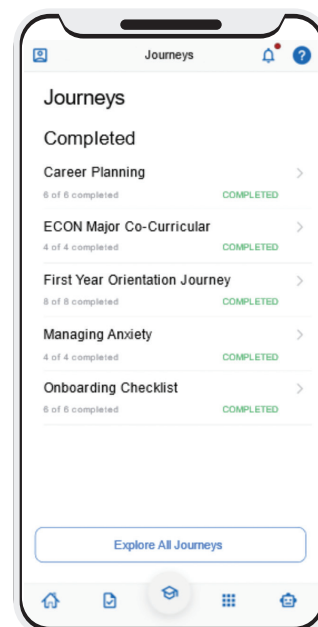 Journeys
?
Journeys
Completed
Career Planning
6 of 6 completed COMPLETED
ECON Major Co-Curricular
4 of 4 completed COMPLETED
First Year Orientation Journey
8 of 8 completed COMPLETED
Managing Anxiety
4 of 4 completed COMPLETED
Onboarding Checklist
6 of 6 completed COMPLETED
Explore All Journeys